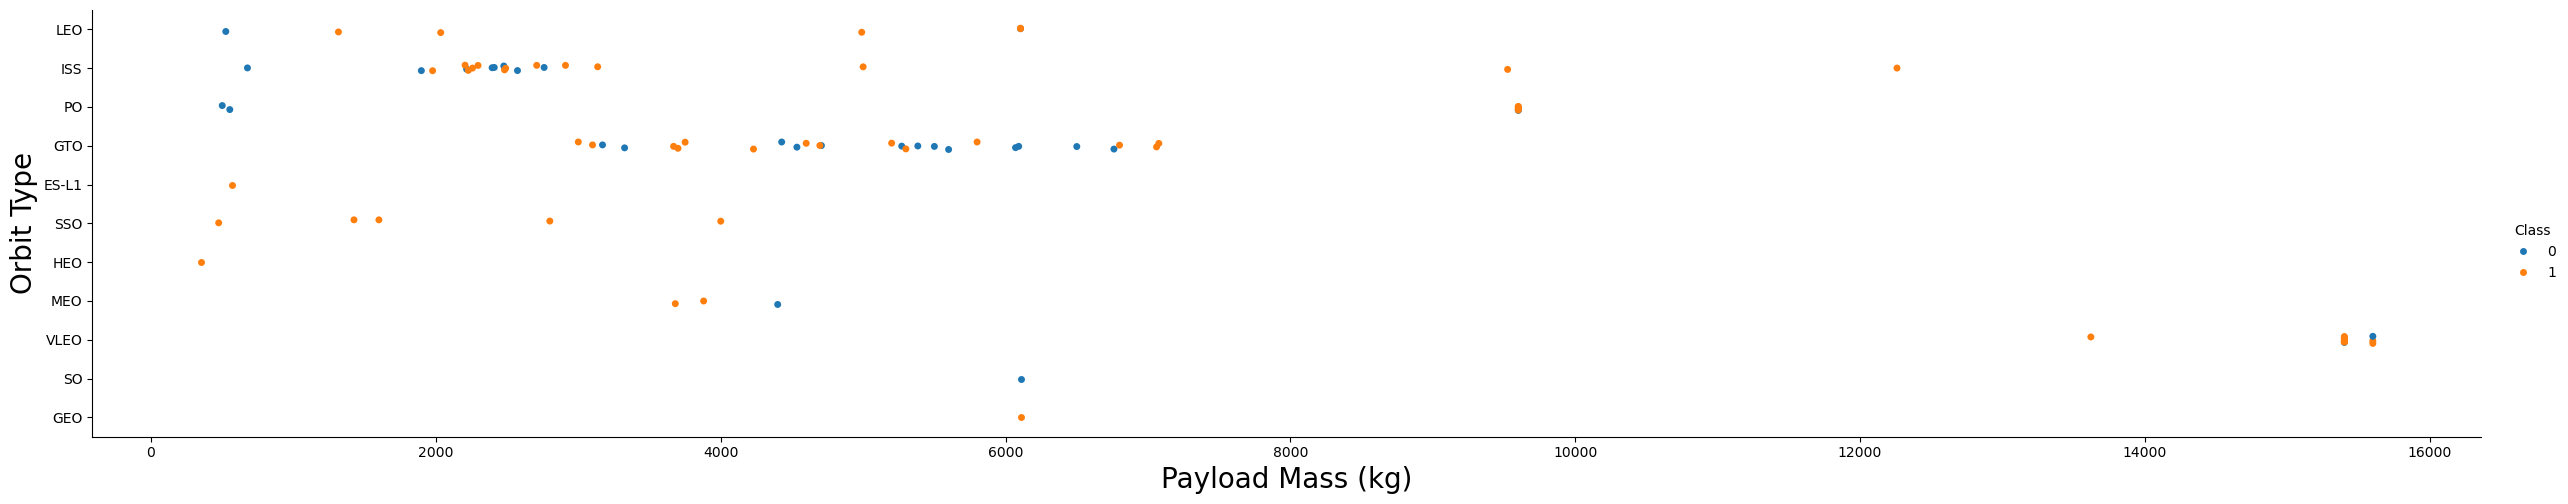 Orbit Type
LEO
ISS
PO
GTO
ES-L1
SSO
HEO
MEO
VLEO
SO
GEO
0 2000 4000 6000 8000 10000 12000 14000 16000
Payload Mass (kg)
Class
0
1